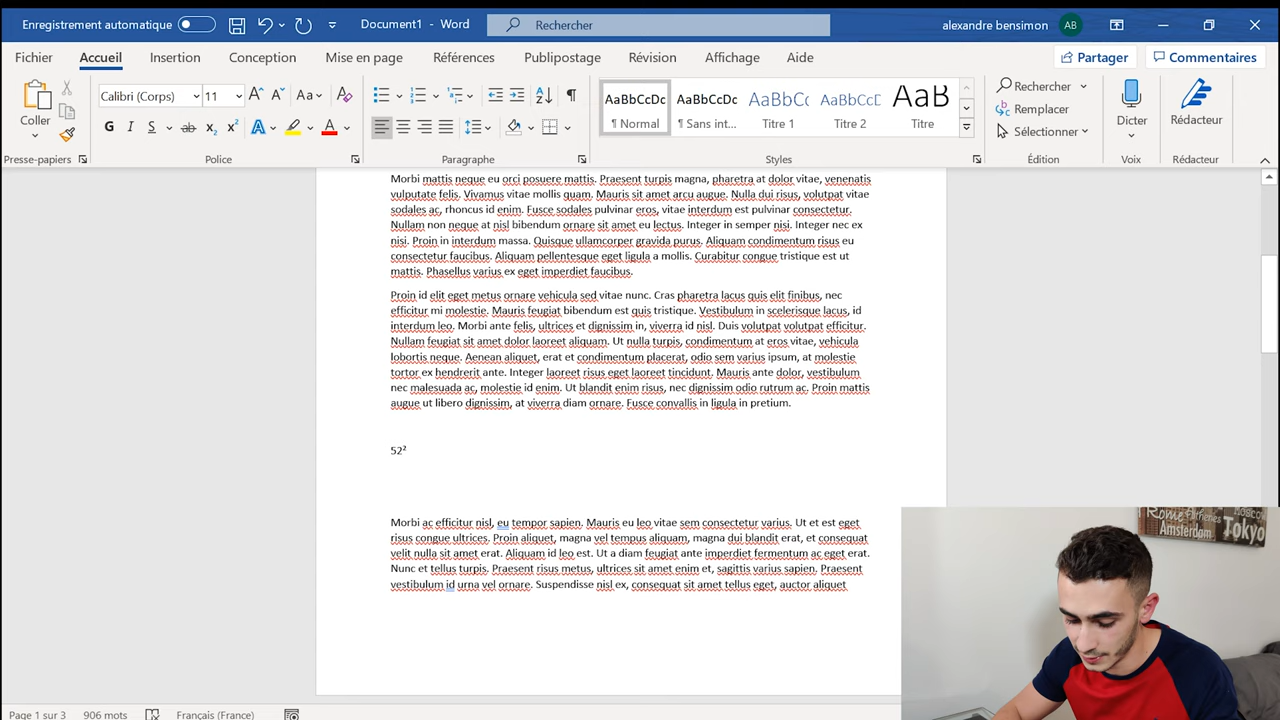 Enregistrement automatique Document1 - Word Rechercher alexandre bensimon AB
Fichier Accueil Insertion Conception Mise en page Références Publipostage Révision Affichage Aide Partager Commentaires
Calibri (Corps) 11 AaBbCcDc AaBbCcDc AaBbCc AaBbCcD AaB Rechercher
Coller G I S ab x₂ x² A A ¶ Normal ¶ Sans int... Titre 1 Titre 2 Titre Remplacer Dicter Rédacteur
Sélectionner
Presse-papiers Police Paragraphe Styles Édition Voix Rédacteur
Morbi mattis neque eu orci posuere mattis. Praesent turpis magna, pharetra at dolor vitae, venenatis
vulputate felis. Vivamus vitae mollis quam. Mauris sit amet arcu augue. Nulla dui risus, volutpat vitae
sodales ac, rhoncus id enim. Fusce sodales pulvinar eros, vitae interdum est pulvinar consectetur.
Nullam non neque at nisl bibendum ornare sit amet eu lectus. Integer in semper nisi. Integer nec ex
nisi. Proin in interdum massa. Quisque ullamcorper gravida purus. Aliquam condimentum risus eu
consectetur faucibus. Aliquam pellentesque eget ligula a mollis. Curabitur congue tristique est ut
mattis. Phasellus varius ex eget imperdiet faucibus.
Proin id elit eget metus ornare vehicula sed vitae nunc. Cras pharetra lacus quis elit finibus, nec
efficitur mi molestie. Mauris feugiat bibendum est quis tristique. Vestibulum in scelerisque lacus, id
interdum leo. Morbi ante felis, ultrices et dignissim in, viverra id nisl. Duis volutpat volutpat efficitur.
Nullam feugiat sit amet dolor laoreet aliquam. Ut nulla turpis, condimentum at eros vitae, vehicula
lobortis neque. Aenean aliquet, erat et condimentum placerat, odio sem varius ipsum, at molestie
tortor ex hendrerit ante. Integer laoreet risus eget laoreet tincidunt. Mauris ante dolor, vestibulum
nec malesuada ac, molestie id enim. Ut blandit enim risus, nec dignissim odio rutrum ac. Proin mattis
augue ut libero dignissim, at viverra diam ornare. Fusce convallis in ligula in pretium.
52²
Morbi ac efficitur nisl, eu tempor sapien. Mauris eu leo vitae sem consectetur varius. Ut et est eget
risus congue ultrices. Proin aliquet, magna vel tempus aliquam, magna dui blandit erat, et consequat
velit nulla sit amet erat. Aliquam id leo est. Ut a diam feugiat ante imperdiet fermentum ac eget erat.
Nunc et tellus turpis. Praesent risus metus, ultrices sit amet enim et, sagittis varius sapien. Praesent
vestibulum id urna vel ornare. Suspendisse nisl ex, consequat sit amet tellus eget, auctor aliquet
Rome Athènes
Amsterdam Tokyo
Page 1 sur 3 906 mots Français (France)